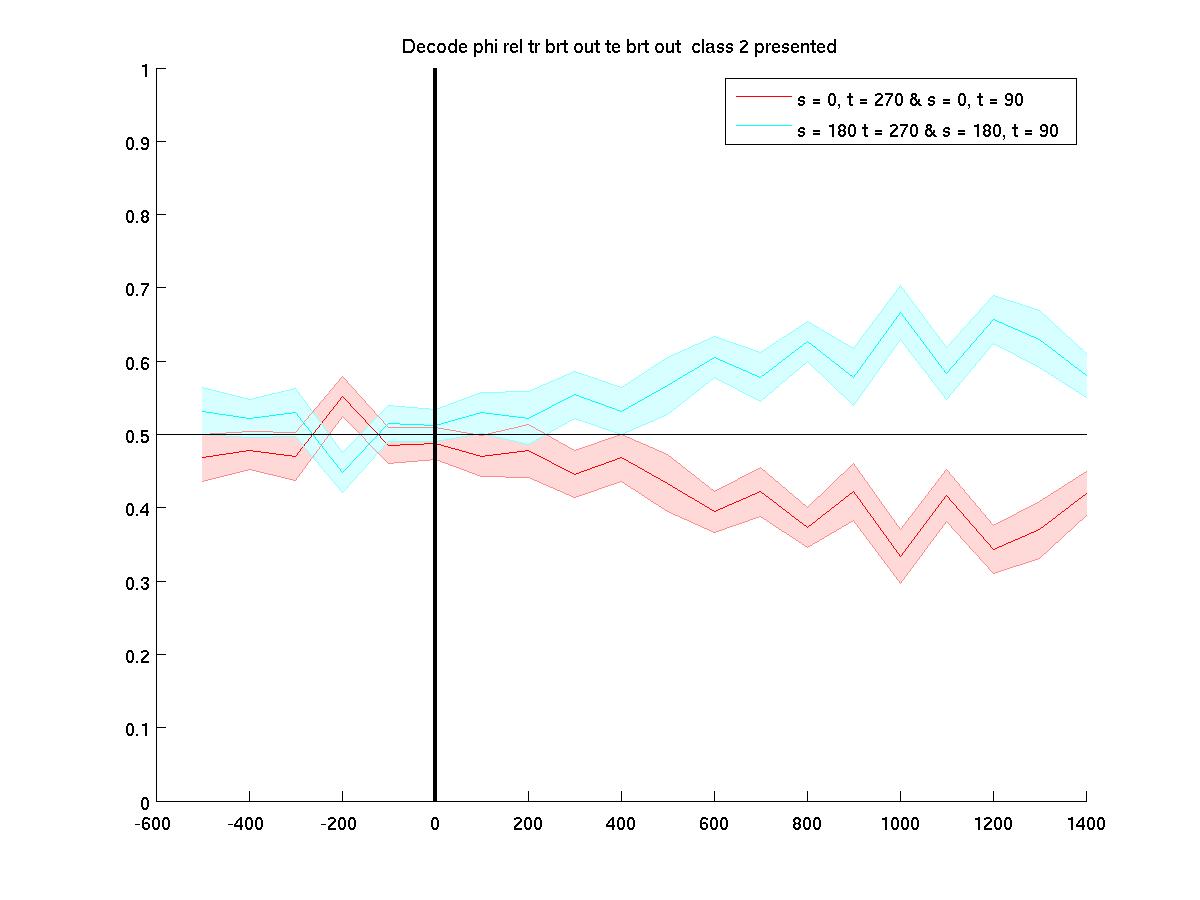 Decode phi rel tr brt out te brt out  class 2 presented
s = 0, t = 270 & s = 0, t = 90
s = 180 t = 270 & s = 180, t = 90
1
0.9
0.8
0.7
0.6
0.5
0.4
0.3
0.2
0.1
0
-600 -400 -200 0 200 400 600 800 1000 1200 1400